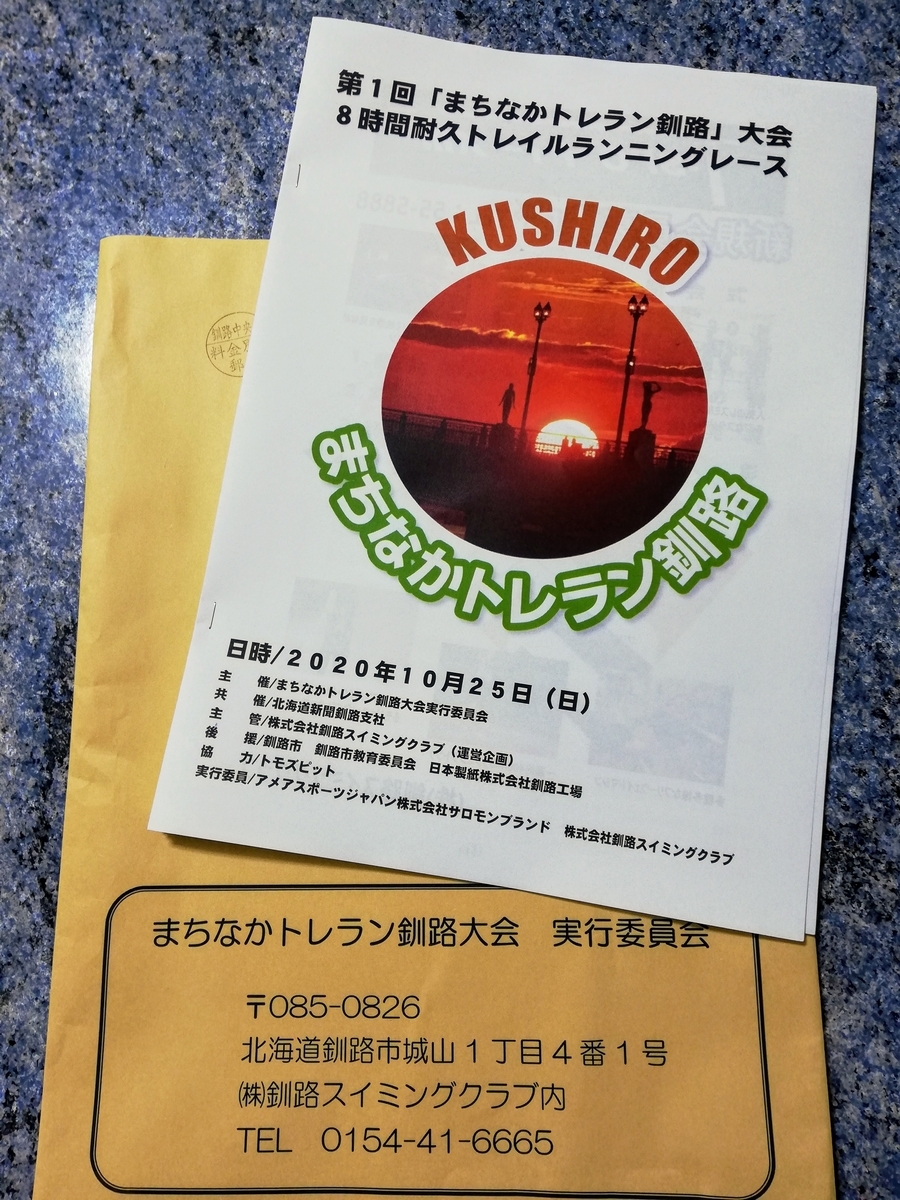 第1回「まちなかトレラン釧路」大会
8時間耐久トレイルランニングレース
KUSHIRO
まちなかトレラン釧路
日時/2020年10月25日（日）
主　催/まちなかトレラン釧路大会実行委員会
共　催/北海道新聞釧路支社
主　管/株式会社釧路スイミングクラブ（運営企画）
後　援/釧路市　釧路市教育委員会　日本製紙株式会社釧路工場
協　力/トモズピット
実行委員/アメアスポーツジャパン株式会社サロモンブランド　株式会社釧路スイミングクラブ
釧路中央
料金
郵
まちなかトレラン釧路大会　実行委員会
〒085-0826
北海道釧路市城山1丁目4番1号
㈱釧路スイミングクラブ内
TEL　0154-41-6665